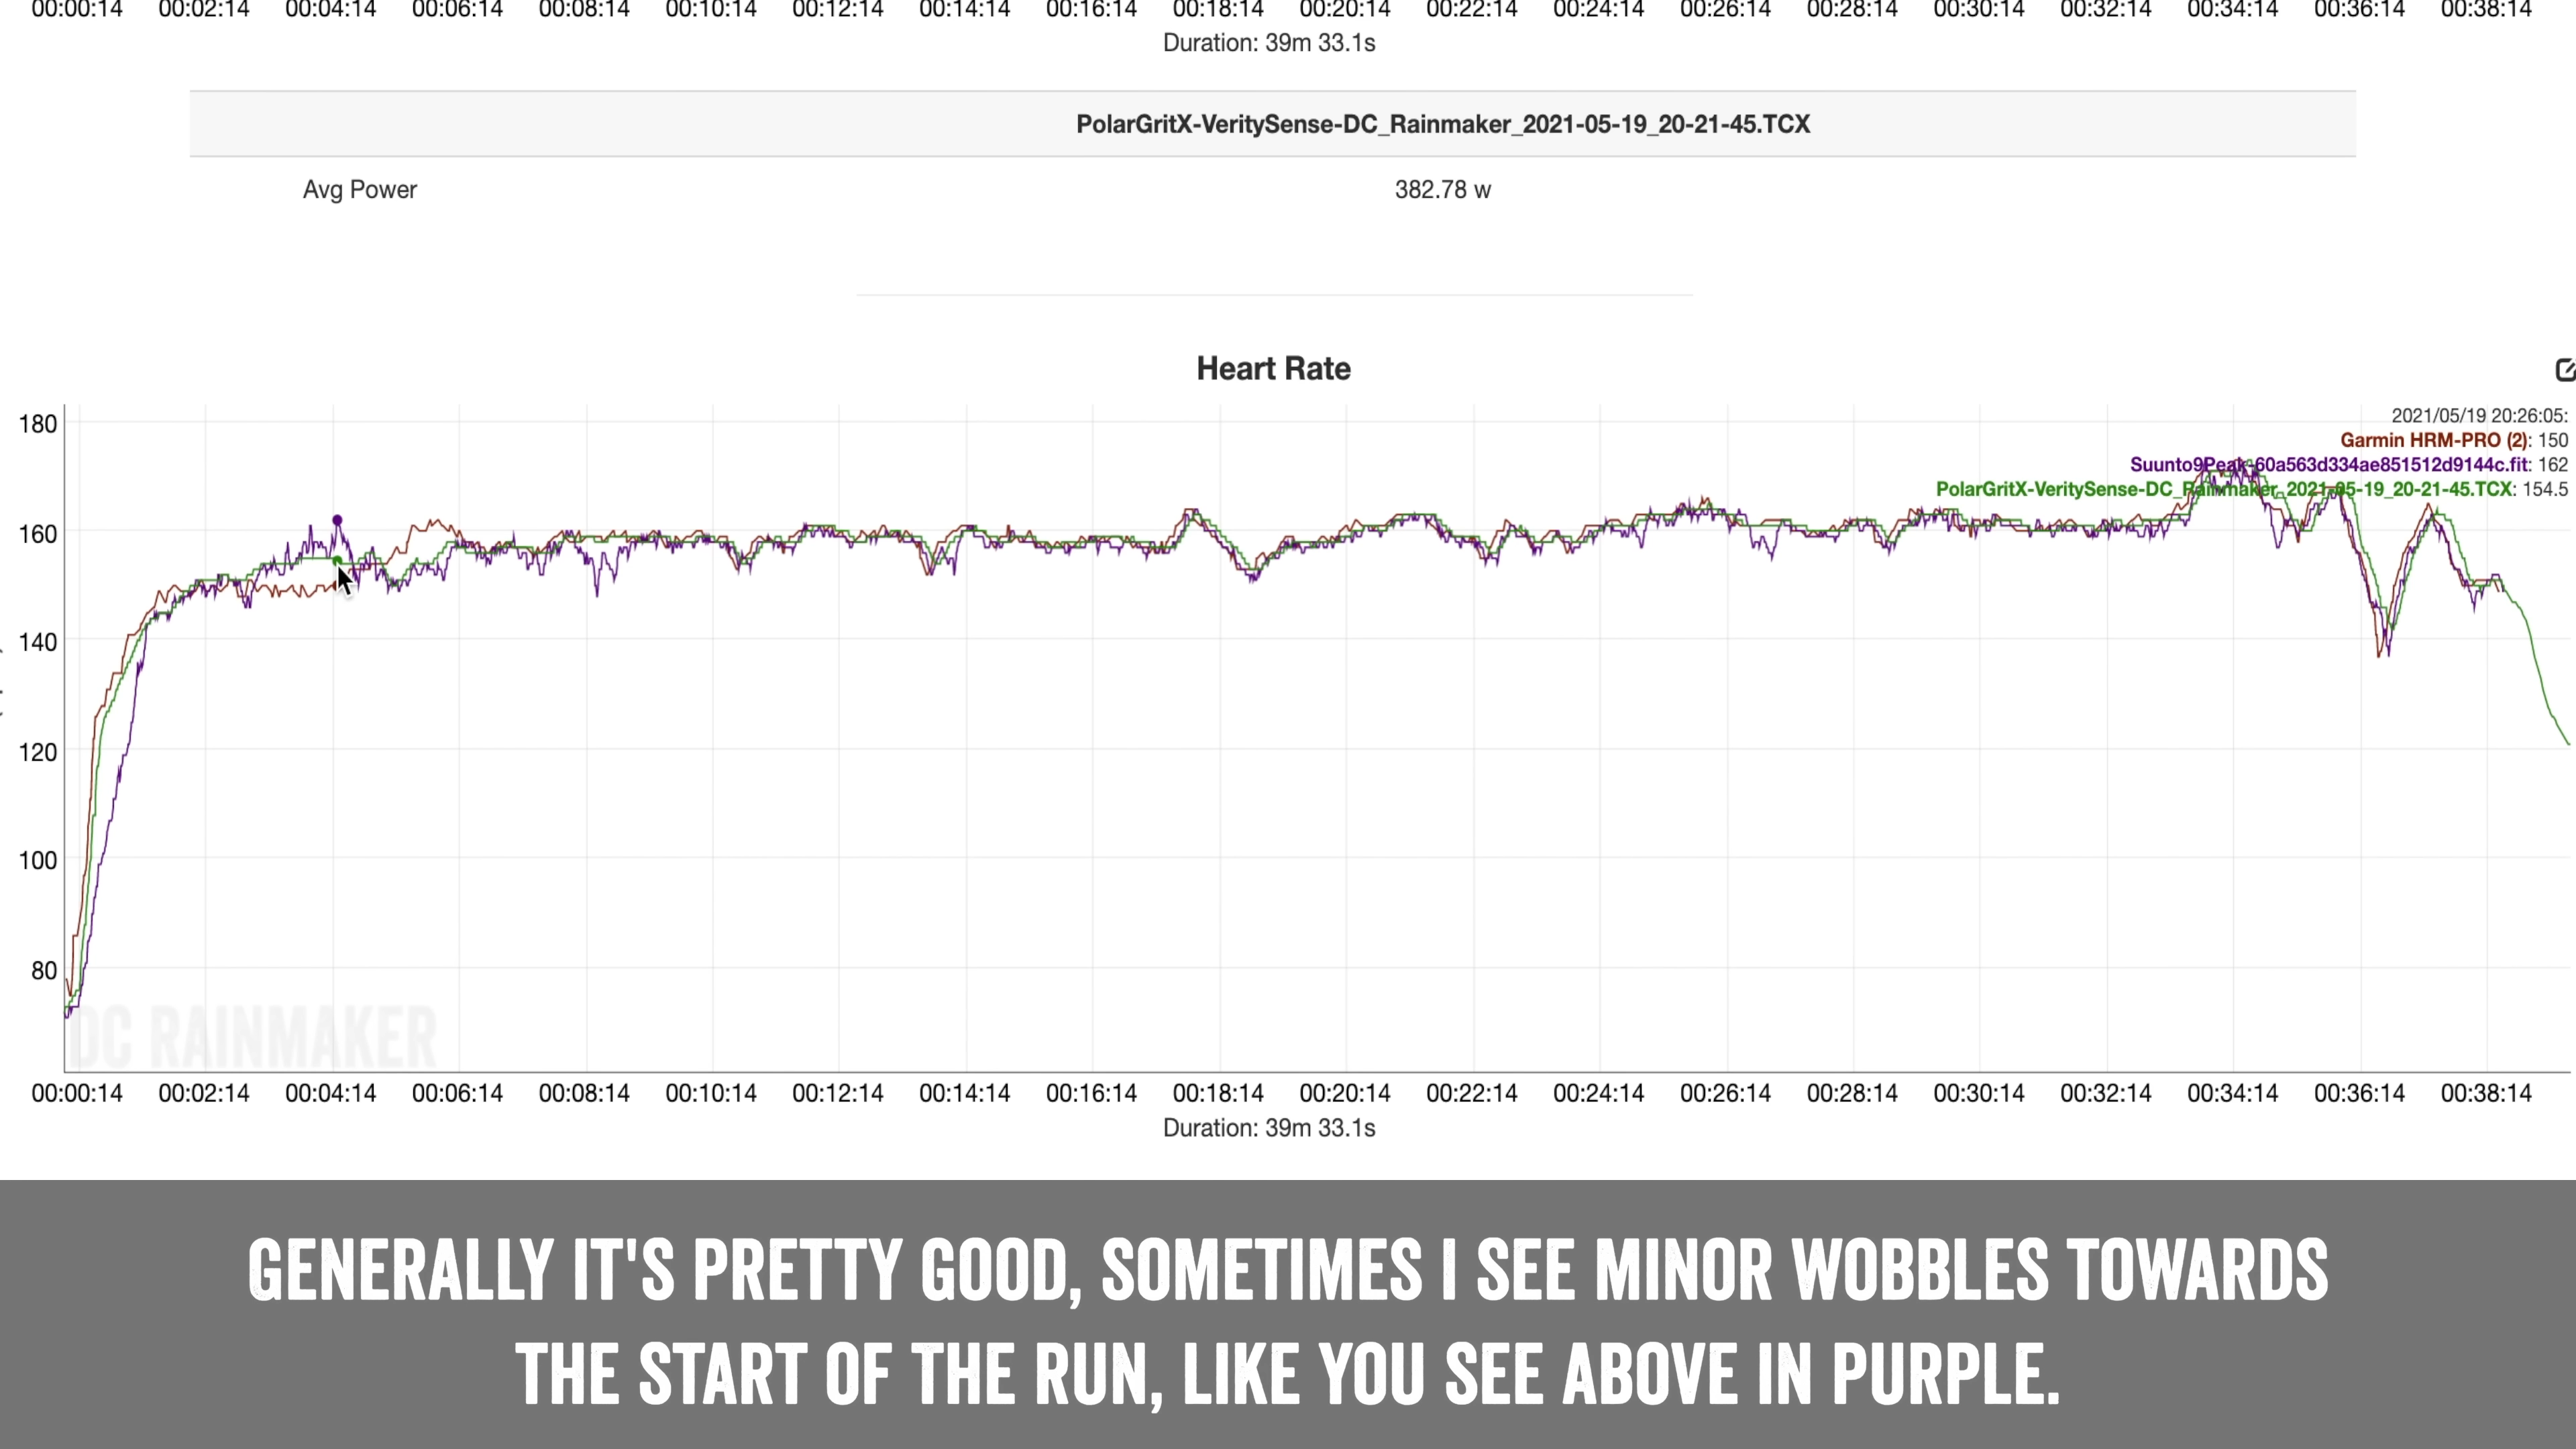 00:00:14 00:02:14 00:04:14 00:06:14 00:08:14 00:10:14 00:12:14 00:14:14 00:16:14 00:18:14 00:20:14 00:22:14 00:24:14 00:26:14 00:28:14 00:30:14 00:32:14 00:34:14 00:36:14 00:38:14
Duration: 39m 33.1s
PolarGritX-VeritySense-DC_Rainmaker_2021-05-19_20-21-45.TCX
Avg Power 382.78 w
Heart Rate
2021/05/19 20:26:05:
Garmin HRM-PRO (2): 150
Suunto9Peak-60a563d334ae851512d9144c.fit: 162
PolarGritX-VeritySense-DC_Rainmaker_2021-05-19_20-21-45.TCX: 154.5
180
160
140
120
100
80
DC RAINMAKER
00:00:14 00:02:14 00:04:14 00:06:14 00:08:14 00:10:14 00:12:14 00:14:14 00:16:14 00:18:14 00:20:14 00:22:14 00:24:14 00:26:14 00:28:14 00:30:14 00:32:14 00:34:14 00:36:14 00:38:14
Duration: 39m 33.1s
GENERALLY IT'S PRETTY GOOD, SOMETIMES I SEE MINOR WOBBLES TOWARDS
THE START OF THE RUN, LIKE YOU SEE ABOVE IN PURPLE.